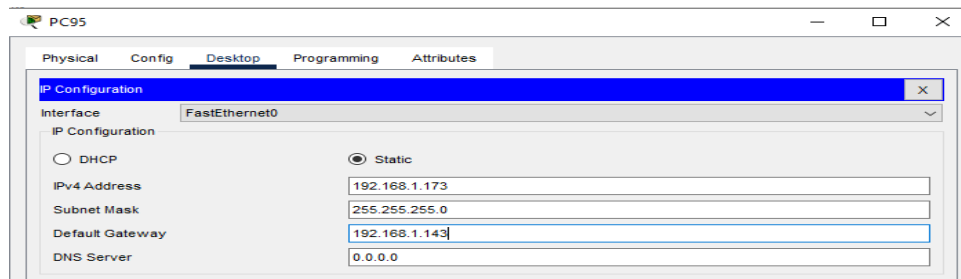 PC95
Physical Config Desktop Programming Attributes
IP Configuration X
Interface FastEthernet0
IP Configuration
DHCP Static
IPv4 Address 192.168.1.173
Subnet Mask 255.255.255.0
Default Gateway 192.168.1.143
DNS Server 0.0.0.0